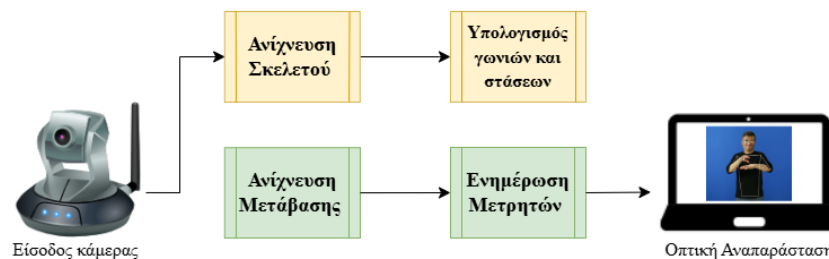 Ανίχνευση
Σκελετού
Υπολογισμός
γωνιών και
στάσεων
Ανίχνευση
Μετάβασης
Ενημέρωση
Μετρητών
Είσοδος κάμερας
Οπτική Αναπαράσταση